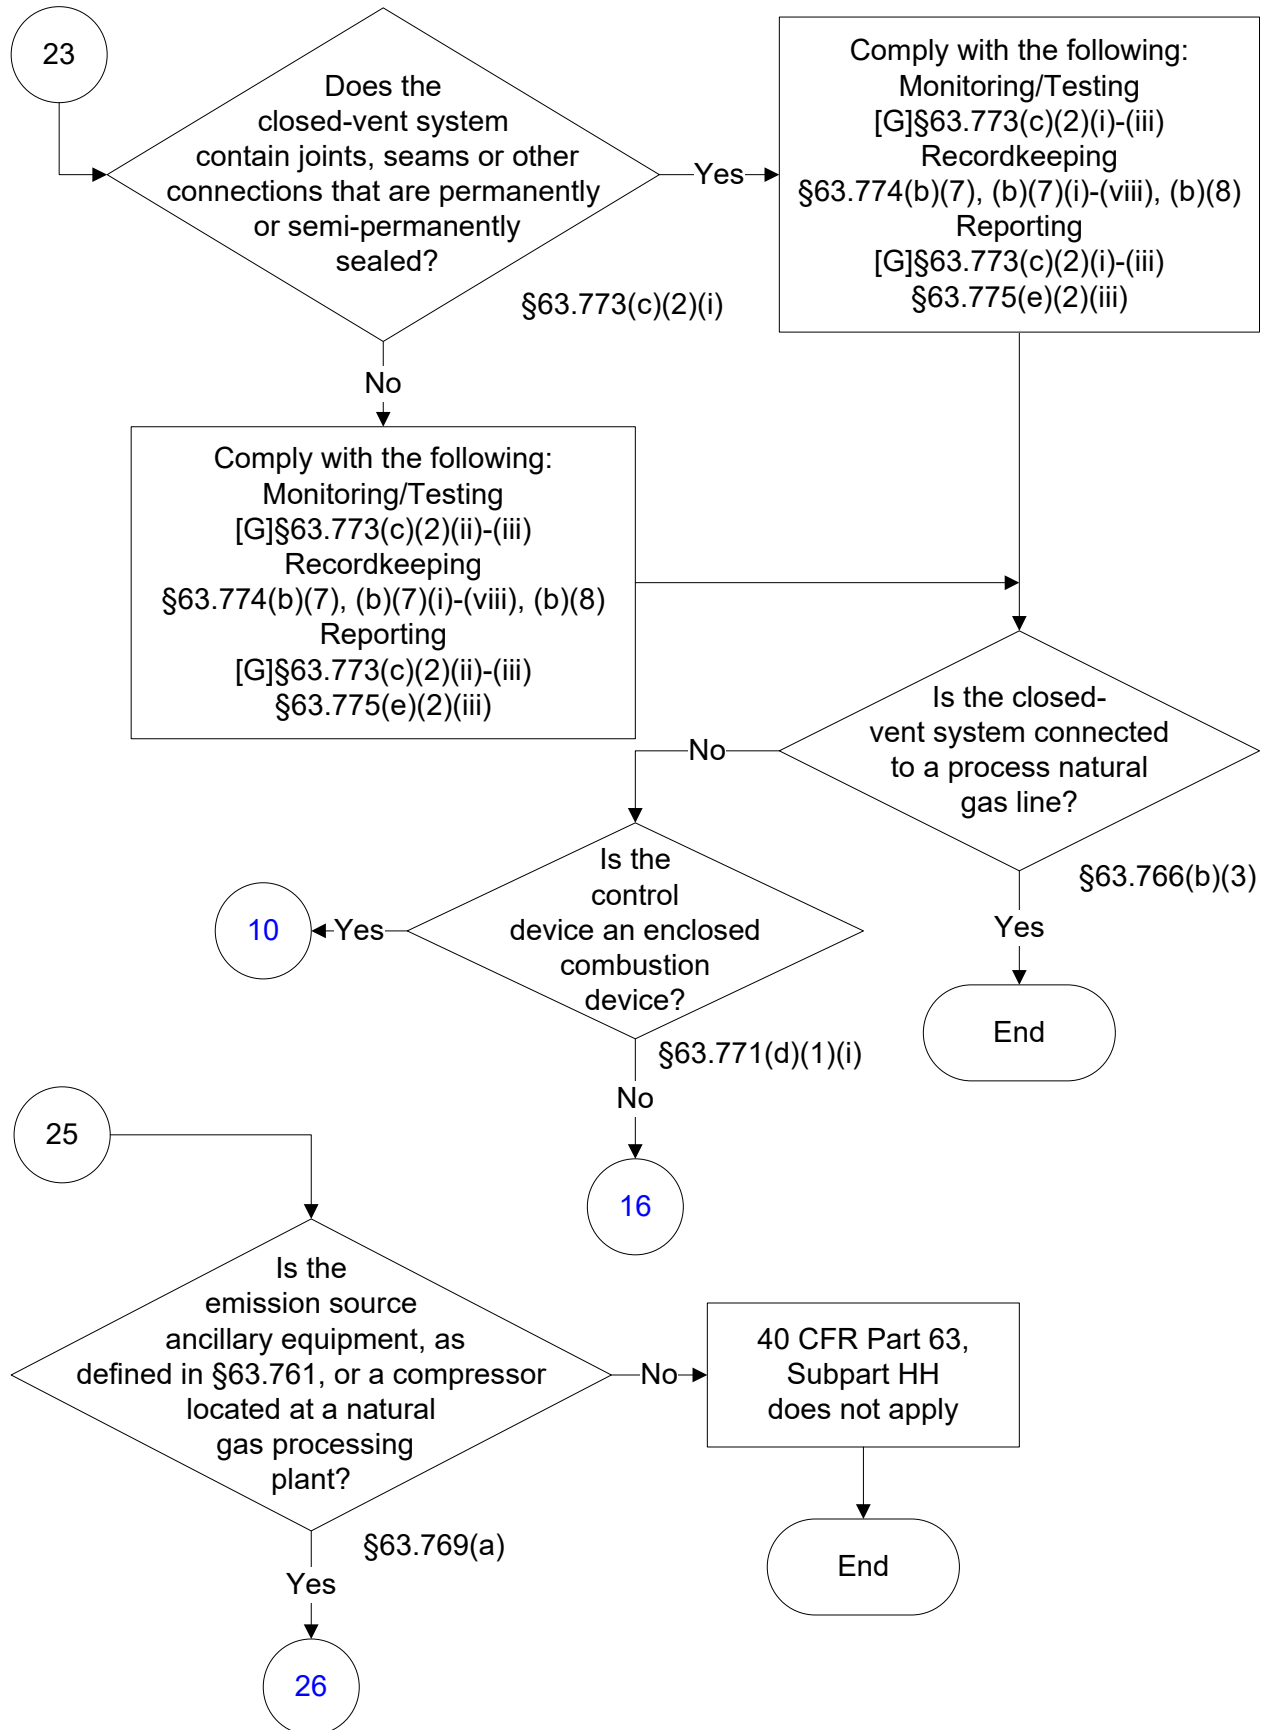 23
Does the
closed-vent system
contain joints, seams or other
connections that are permanently
or semi-permanently
sealed?
§63.773(c)(2)(i)
Yes
Comply with the following:
Monitoring/Testing
[G]§63.773(c)(2)(i)-(iii)
Recordkeeping
§63.774(b)(7), (b)(7)(i)-(viii), (b)(8)
Reporting
[G]§63.773(c)(2)(i)-(iii)
§63.775(e)(2)(iii)
No
Comply with the following:
Monitoring/Testing
[G]§63.773(c)(2)(ii)-(iii)
Recordkeeping
§63.774(b)(7), (b)(7)(i)-(viii), (b)(8)
Reporting
[G]§63.773(c)(2)(ii)-(iii)
§63.775(e)(2)(iii)
Is the closed-
vent system connected
to a process natural
gas line?
§63.766(b)(3)
No
Yes
End
Is the
control
device an enclosed
combustion
device?
§63.771(d)(1)(i)
Yes
10
No
16
25
Is the
emission source
ancillary equipment, as
defined in §63.761, or a compressor
located at a natural
gas processing
plant?
§63.769(a)
No
40 CFR Part 63,
Subpart HH
does not apply
End
Yes
26